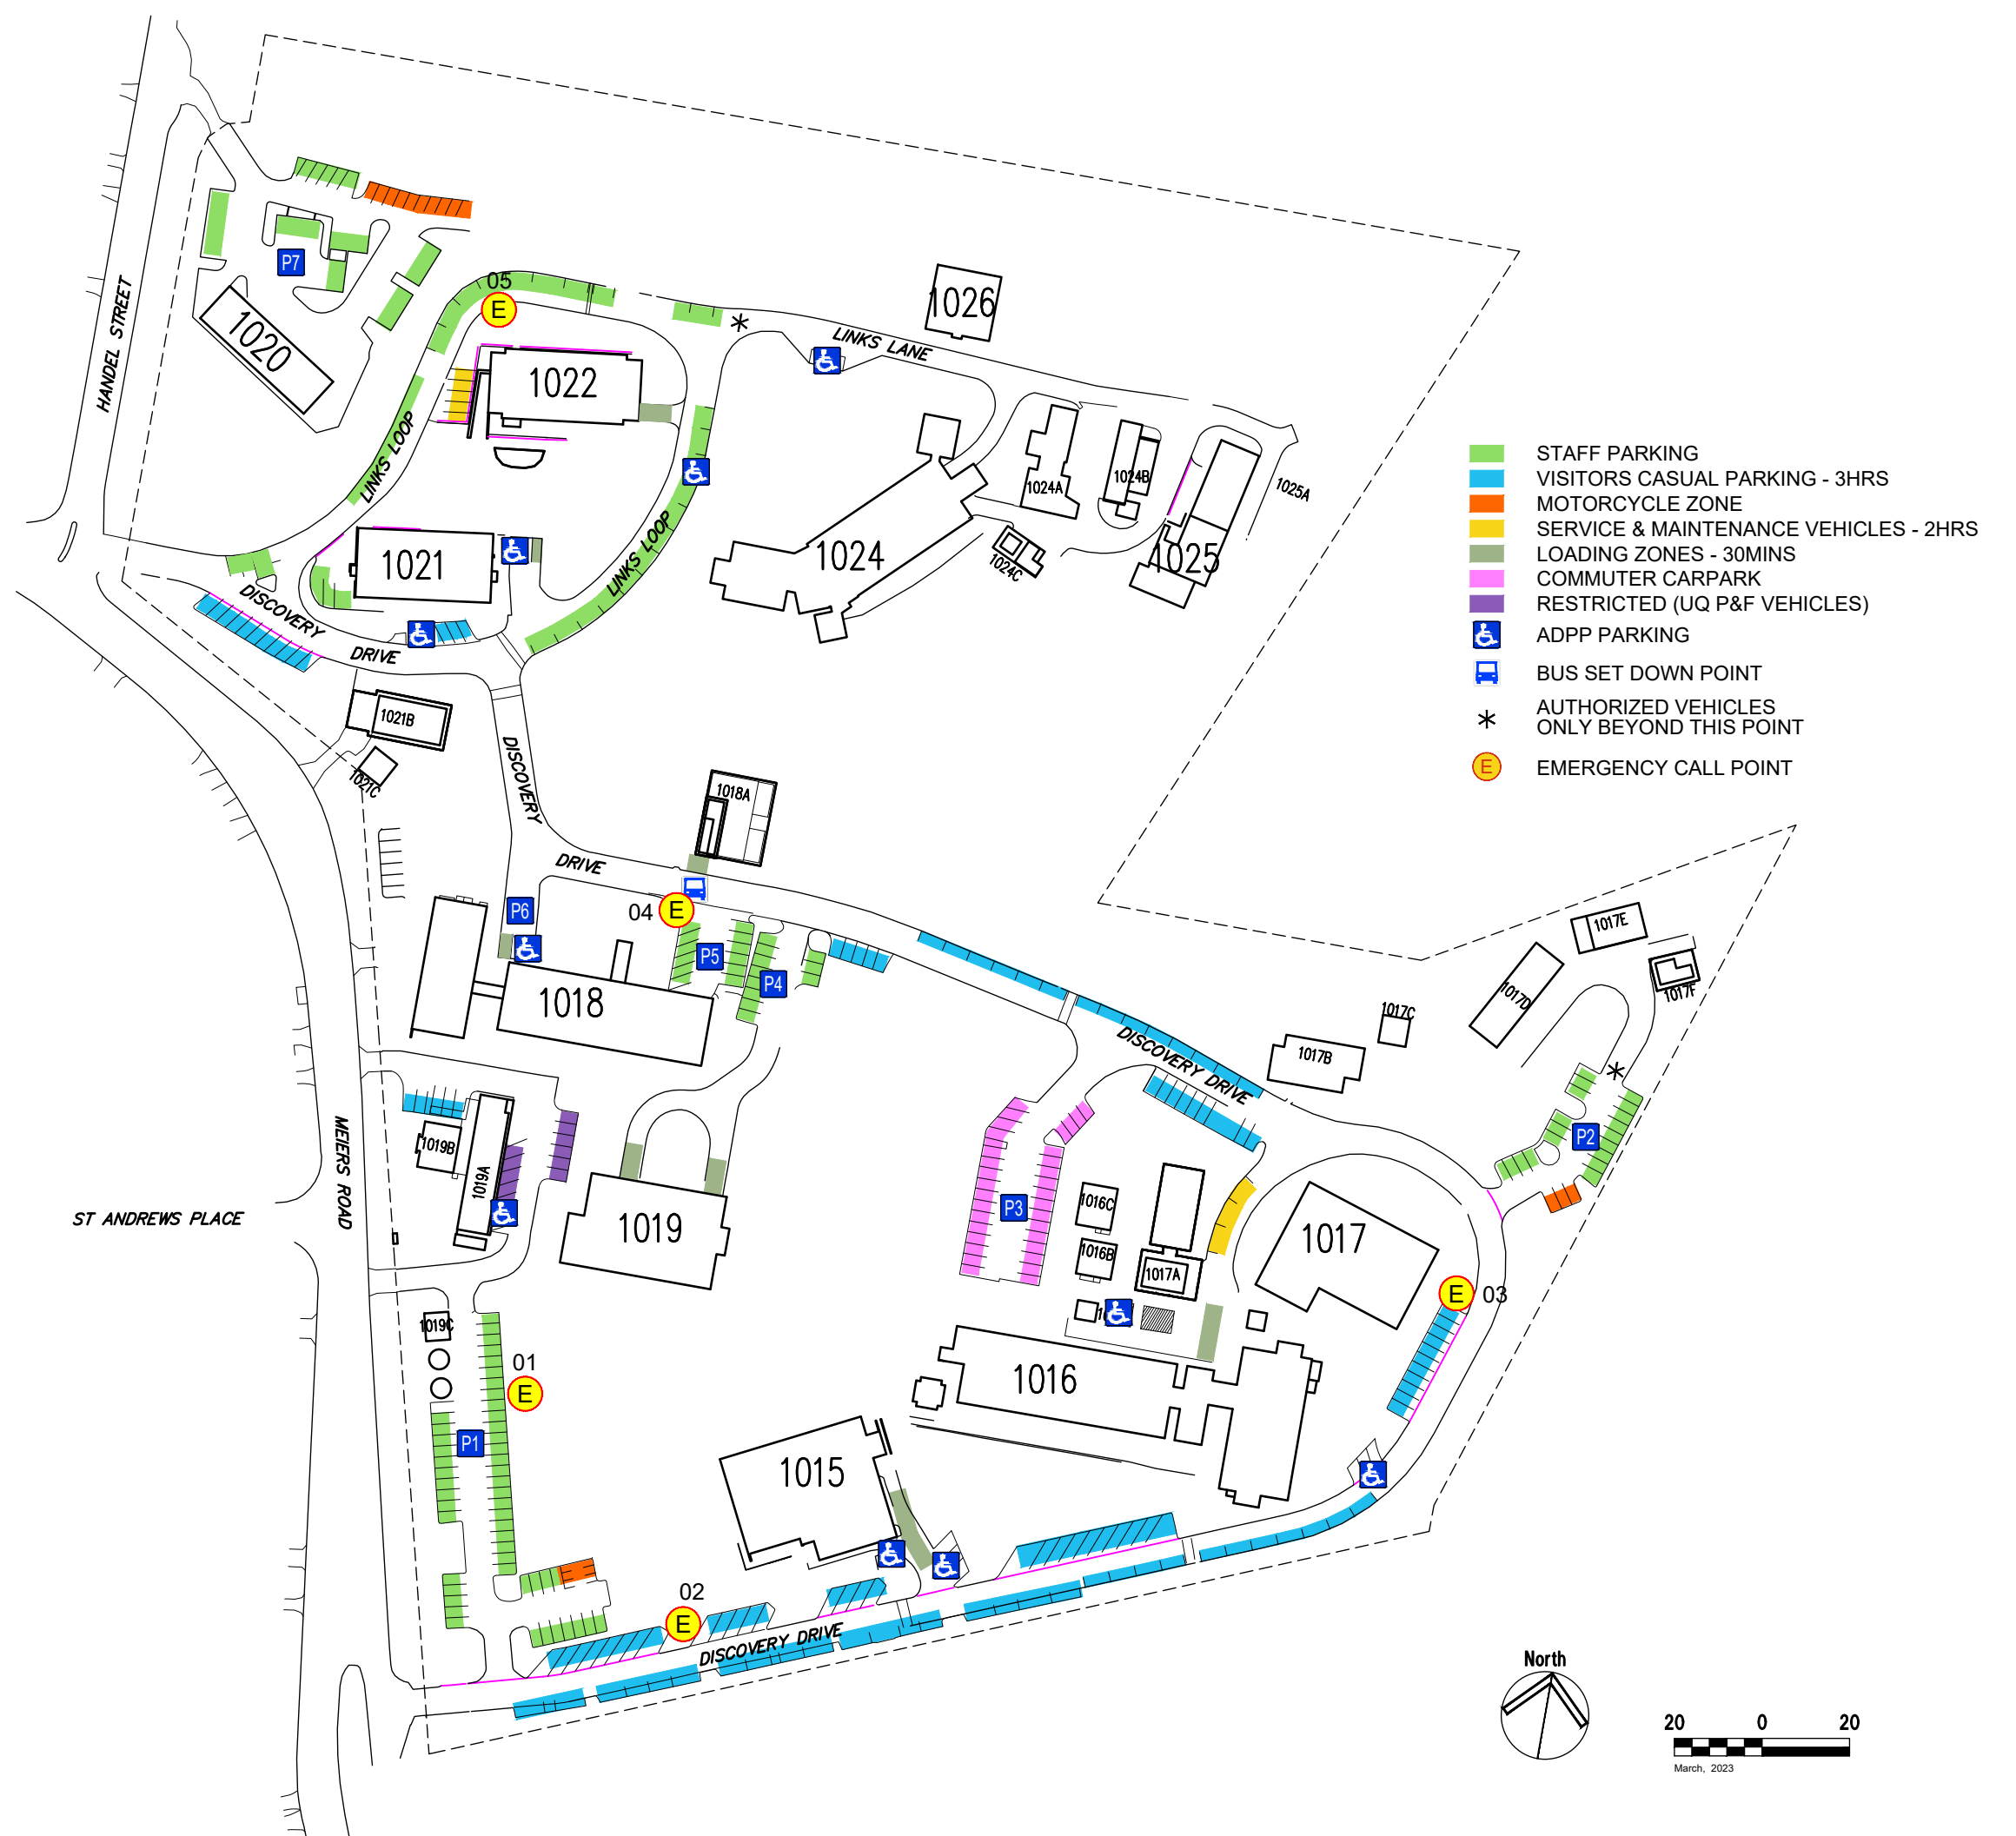 05
P7
1026
LINKS LANE
1020
1022
HANDEL STREET
LINKS LOOP
1024A
1024B
1025A
STAFF PARKING
VISITORS CASUAL PARKING - 3HRS
MOTORCYCLE ZONE
SERVICE & MAINTENANCE VEHICLES - 2HRS
LOADING ZONES - 30MINS
COMMUTER CARPARK
RESTRICTED (UQ P&F VEHICLES)
ADPP PARKING
BUS SET DOWN POINT
AUTHORIZED VEHICLES
ONLY BEYOND THIS POINT
E
EMERGENCY CALL POINT
E
1021
LINKS LOOP
1024
1024C
1025
DISCOVERY
DRIVE
1021B
1021C
DISCOVERY
DRIVE
1018A
04
E
P6
P5
P4
1018
1017E
1017D
1017F
1017C
1017B
DISCOVERY DRIVE
P2
MEIERS ROAD
ST ANDREWS PLACE
1019B
1019A
1019
P3
1016C
1016B
1017A
1017
E
03
1019C
01
E
P1
1016
1015
02
E
DISCOVERY DRIVE
North
20 0 20
March, 2023